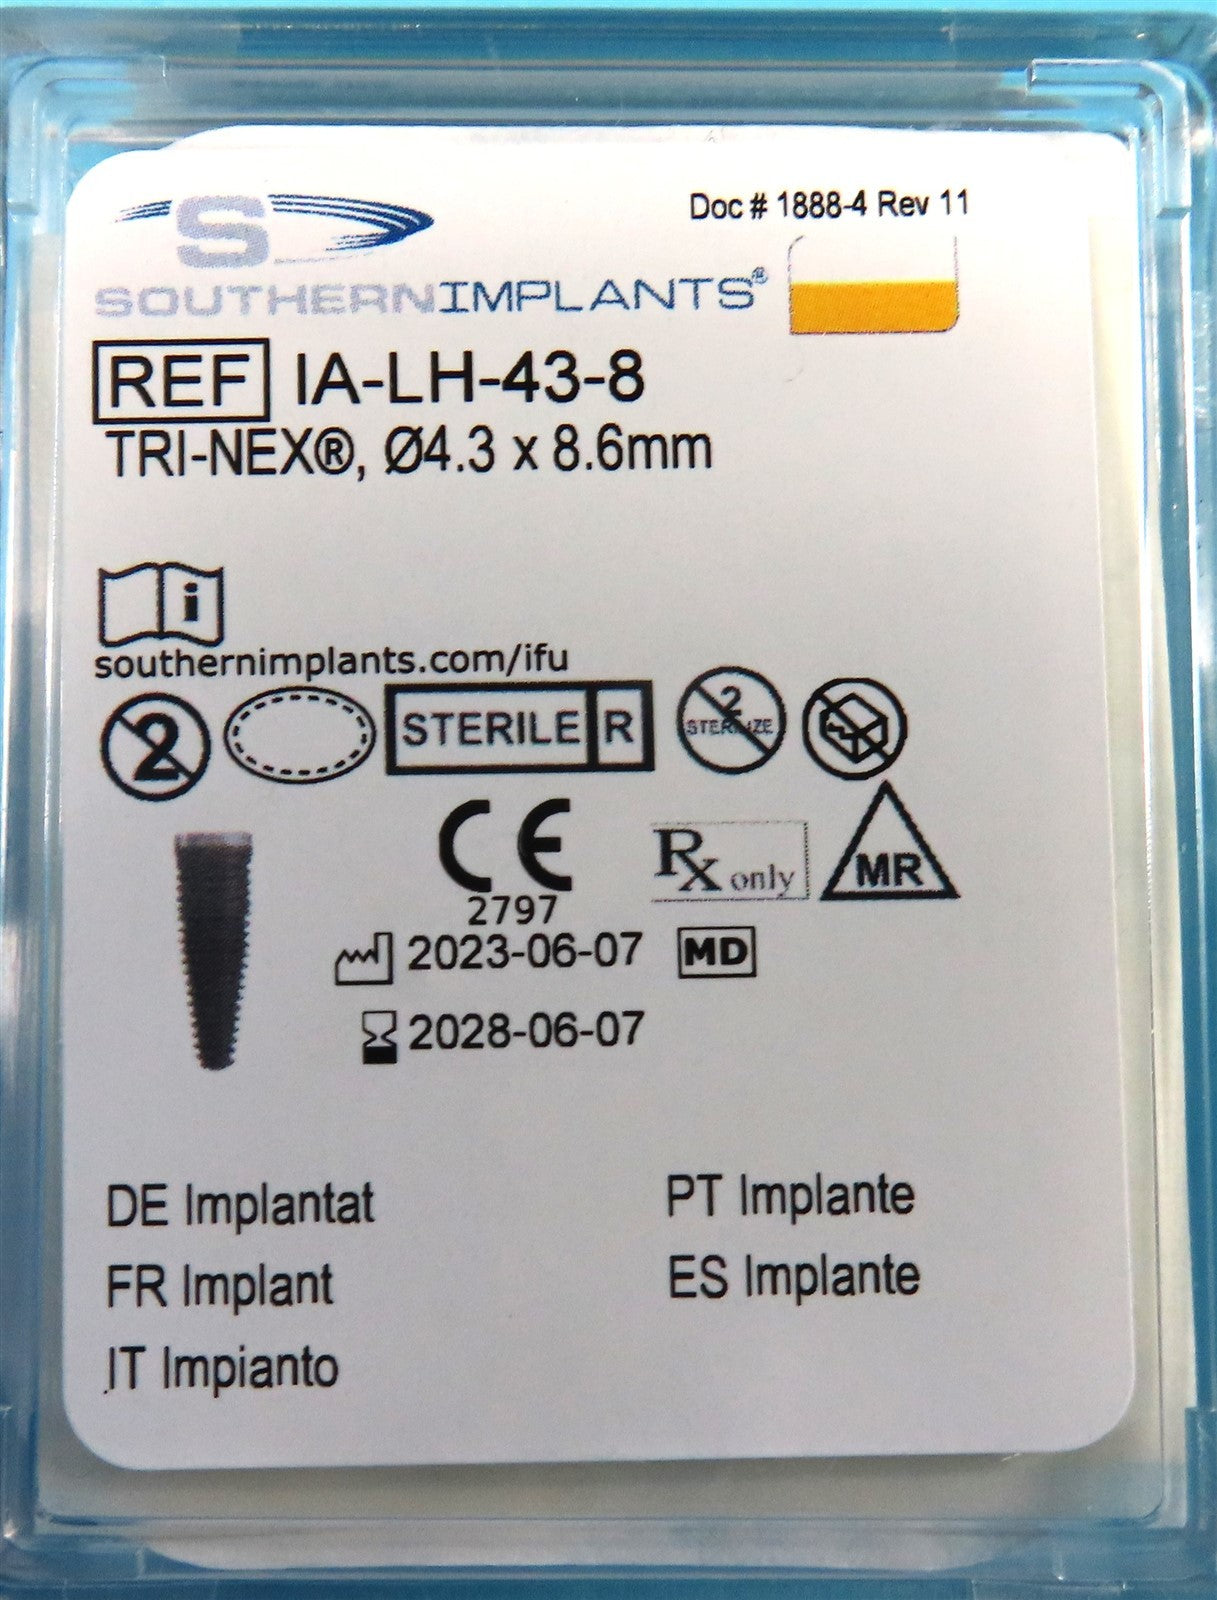 Doc # 1888-4 Rev 11
S
SOUTHERNIMPLANTS®
REF IA-LH-43-8
TRI-NEX®, Ø4.3 x 8.6mm
i
southernimplants.com/ifu
2 STERILE R 2 STERILIZE
CE Rx only MR
2797
2023-06-07 MD
2028-06-07
DE Implantat PT Implante
FR Implant ES Implante
IT Impianto